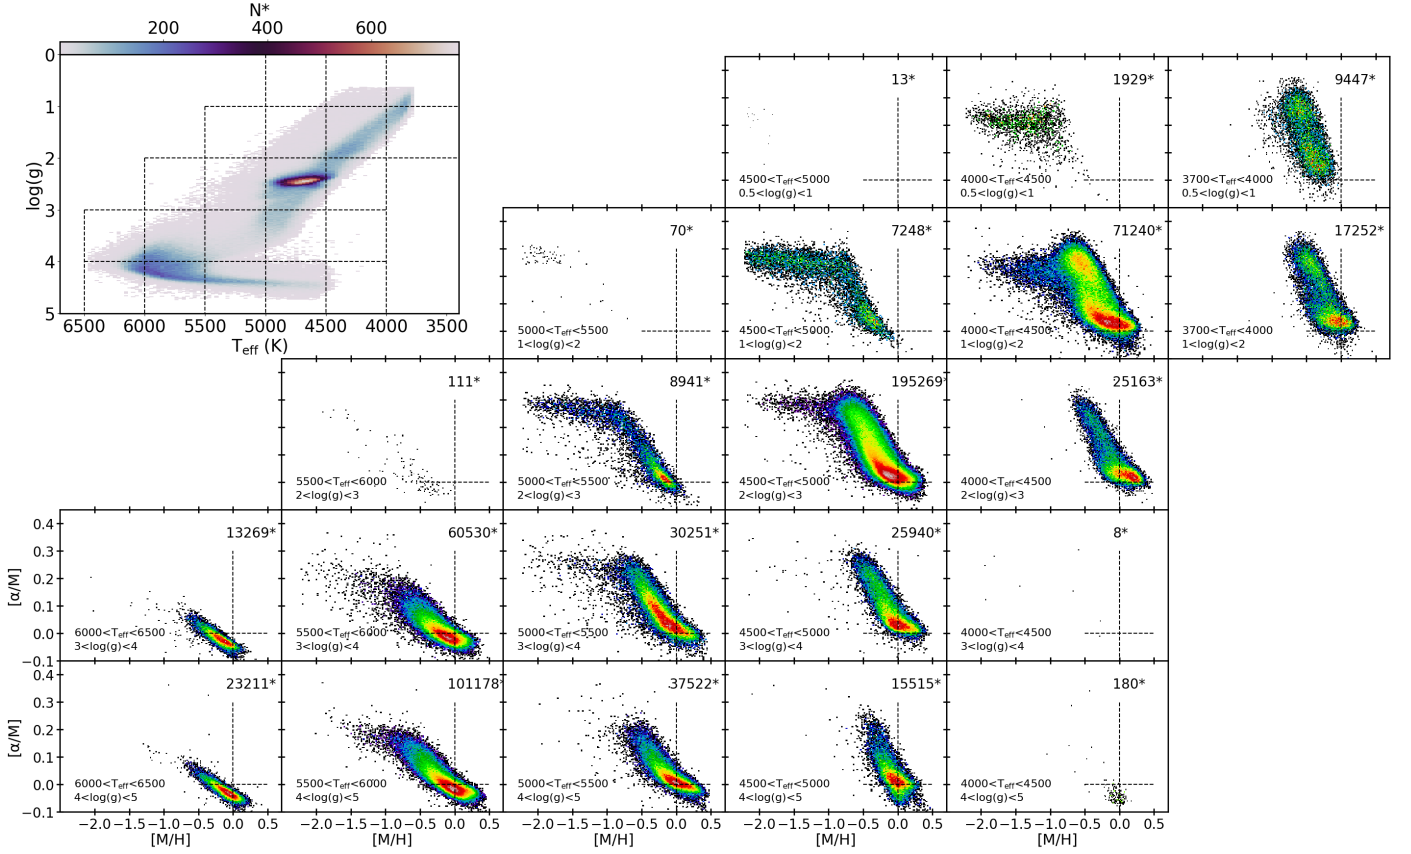 N*
200 400 600
0
1
2
3
4
5
log(g)
6500 6000 5500 5000 4500 4000 3500
T_eff (K)
13* 1929* 9447*
4500<T_eff<5000 4000<T_eff<4500 3700<T_eff<4000
0.5<log(g)<1 0.5<log(g)<1 0.5<log(g)<1
70* 7248* 71240* 17252*
5000<T_eff<5500 4500<T_eff<5000 4000<T_eff<4500 3700<T_eff<4000
1<log(g)<2 1<log(g)<2 1<log(g)<2 1<log(g)<2
111* 8941* 195269* 25163*
5500<T_eff<6000 5000<T_eff<5500 4500<T_eff<5000 4000<T_eff<4500
2<log(g)<3 2<log(g)<3 2<log(g)<3 2<log(g)<3
0.4
13269* 60530* 30251* 25940* 8*
0.3
0.2
[α/M]
0.1
0.0
6000<T_eff<6500 5500<T_eff<6000 5000<T_eff<5500 4500<T_eff<5000 4000<T_eff<4500
3<log(g)<4 3<log(g)<4 3<log(g)<4 3<log(g)<4 3<log(g)<4
−0.1
0.4
23211* 101178* 37522* 15515* 180*
0.3
0.2
[α/M]
0.1
0.0
6000<T_eff<6500 5500<T_eff<6000 5000<T_eff<5500 4500<T_eff<5000 4000<T_eff<4500
4<log(g)<5 4<log(g)<5 4<log(g)<5 4<log(g)<5 4<log(g)<5
−0.1
−2.0 −1.5 −1.0 −0.5 0.0 0.5 −2.0 −1.5 −1.0 −0.5 0.0 0.5 −2.0 −1.5 −1.0 −0.5 0.0 0.5 −2.0 −1.5 −1.0 −0.5 0.0 0.5 −2.0 −1.5 −1.0 −0.5 0.0 0.5
[M/H] [M/H] [M/H] [M/H] [M/H]